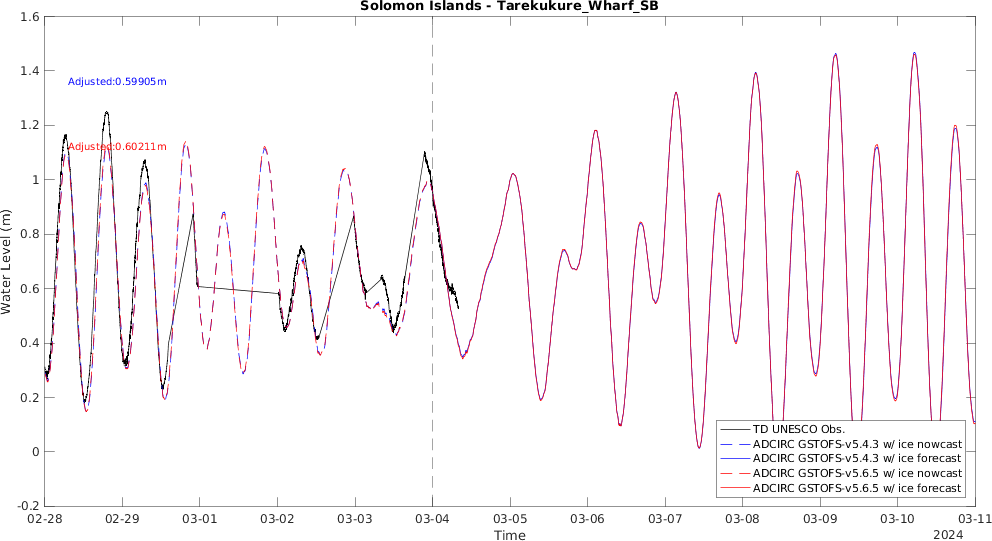 Solomon Islands - Tarekukure_Wharf_SB
1.6
1.4
1.2
1
0.8
0.6
0.4
0.2
0
-0.2
Water Level (m)
Adjusted:0.59905m
Adjusted:0.60211m
TD UNESCO Obs.
ADCIRC GSTOFS-v5.4.3 w/ ice nowcast
ADCIRC GSTOFS-v5.4.3 w/ ice forecast
ADCIRC GSTOFS-v5.6.5 w/ ice nowcast
ADCIRC GSTOFS-v5.6.5 w/ ice forecast
02-28 02-29 03-01 03-02 03-03 03-04 03-05 03-06 03-07 03-08 03-09 03-10 03-11
Time
2024